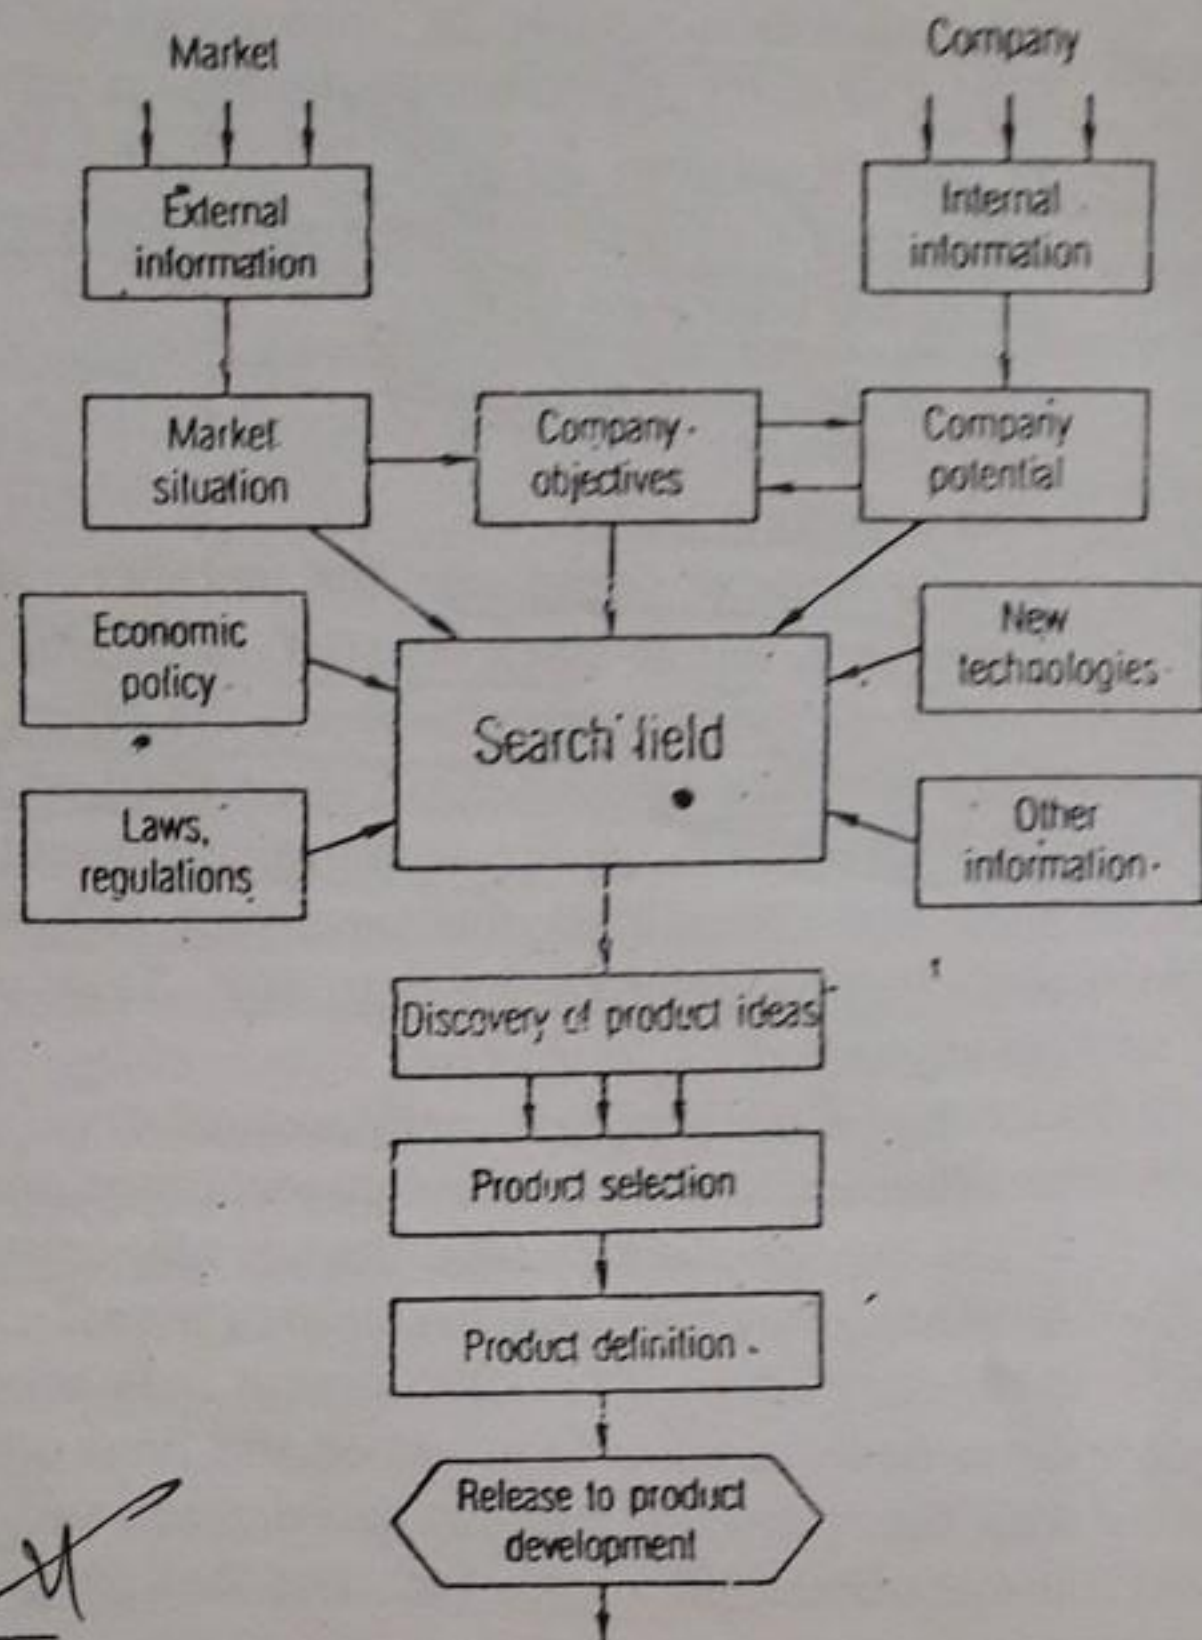 Market
Company
External
information
Internal
information
Market
situation
Company
objectives
Company
potential
Economic
policy
New
technologies
Search field
Laws,
regulations
Other
information
Discovery of product ideas
Product selection
Product definition
Release to product
development